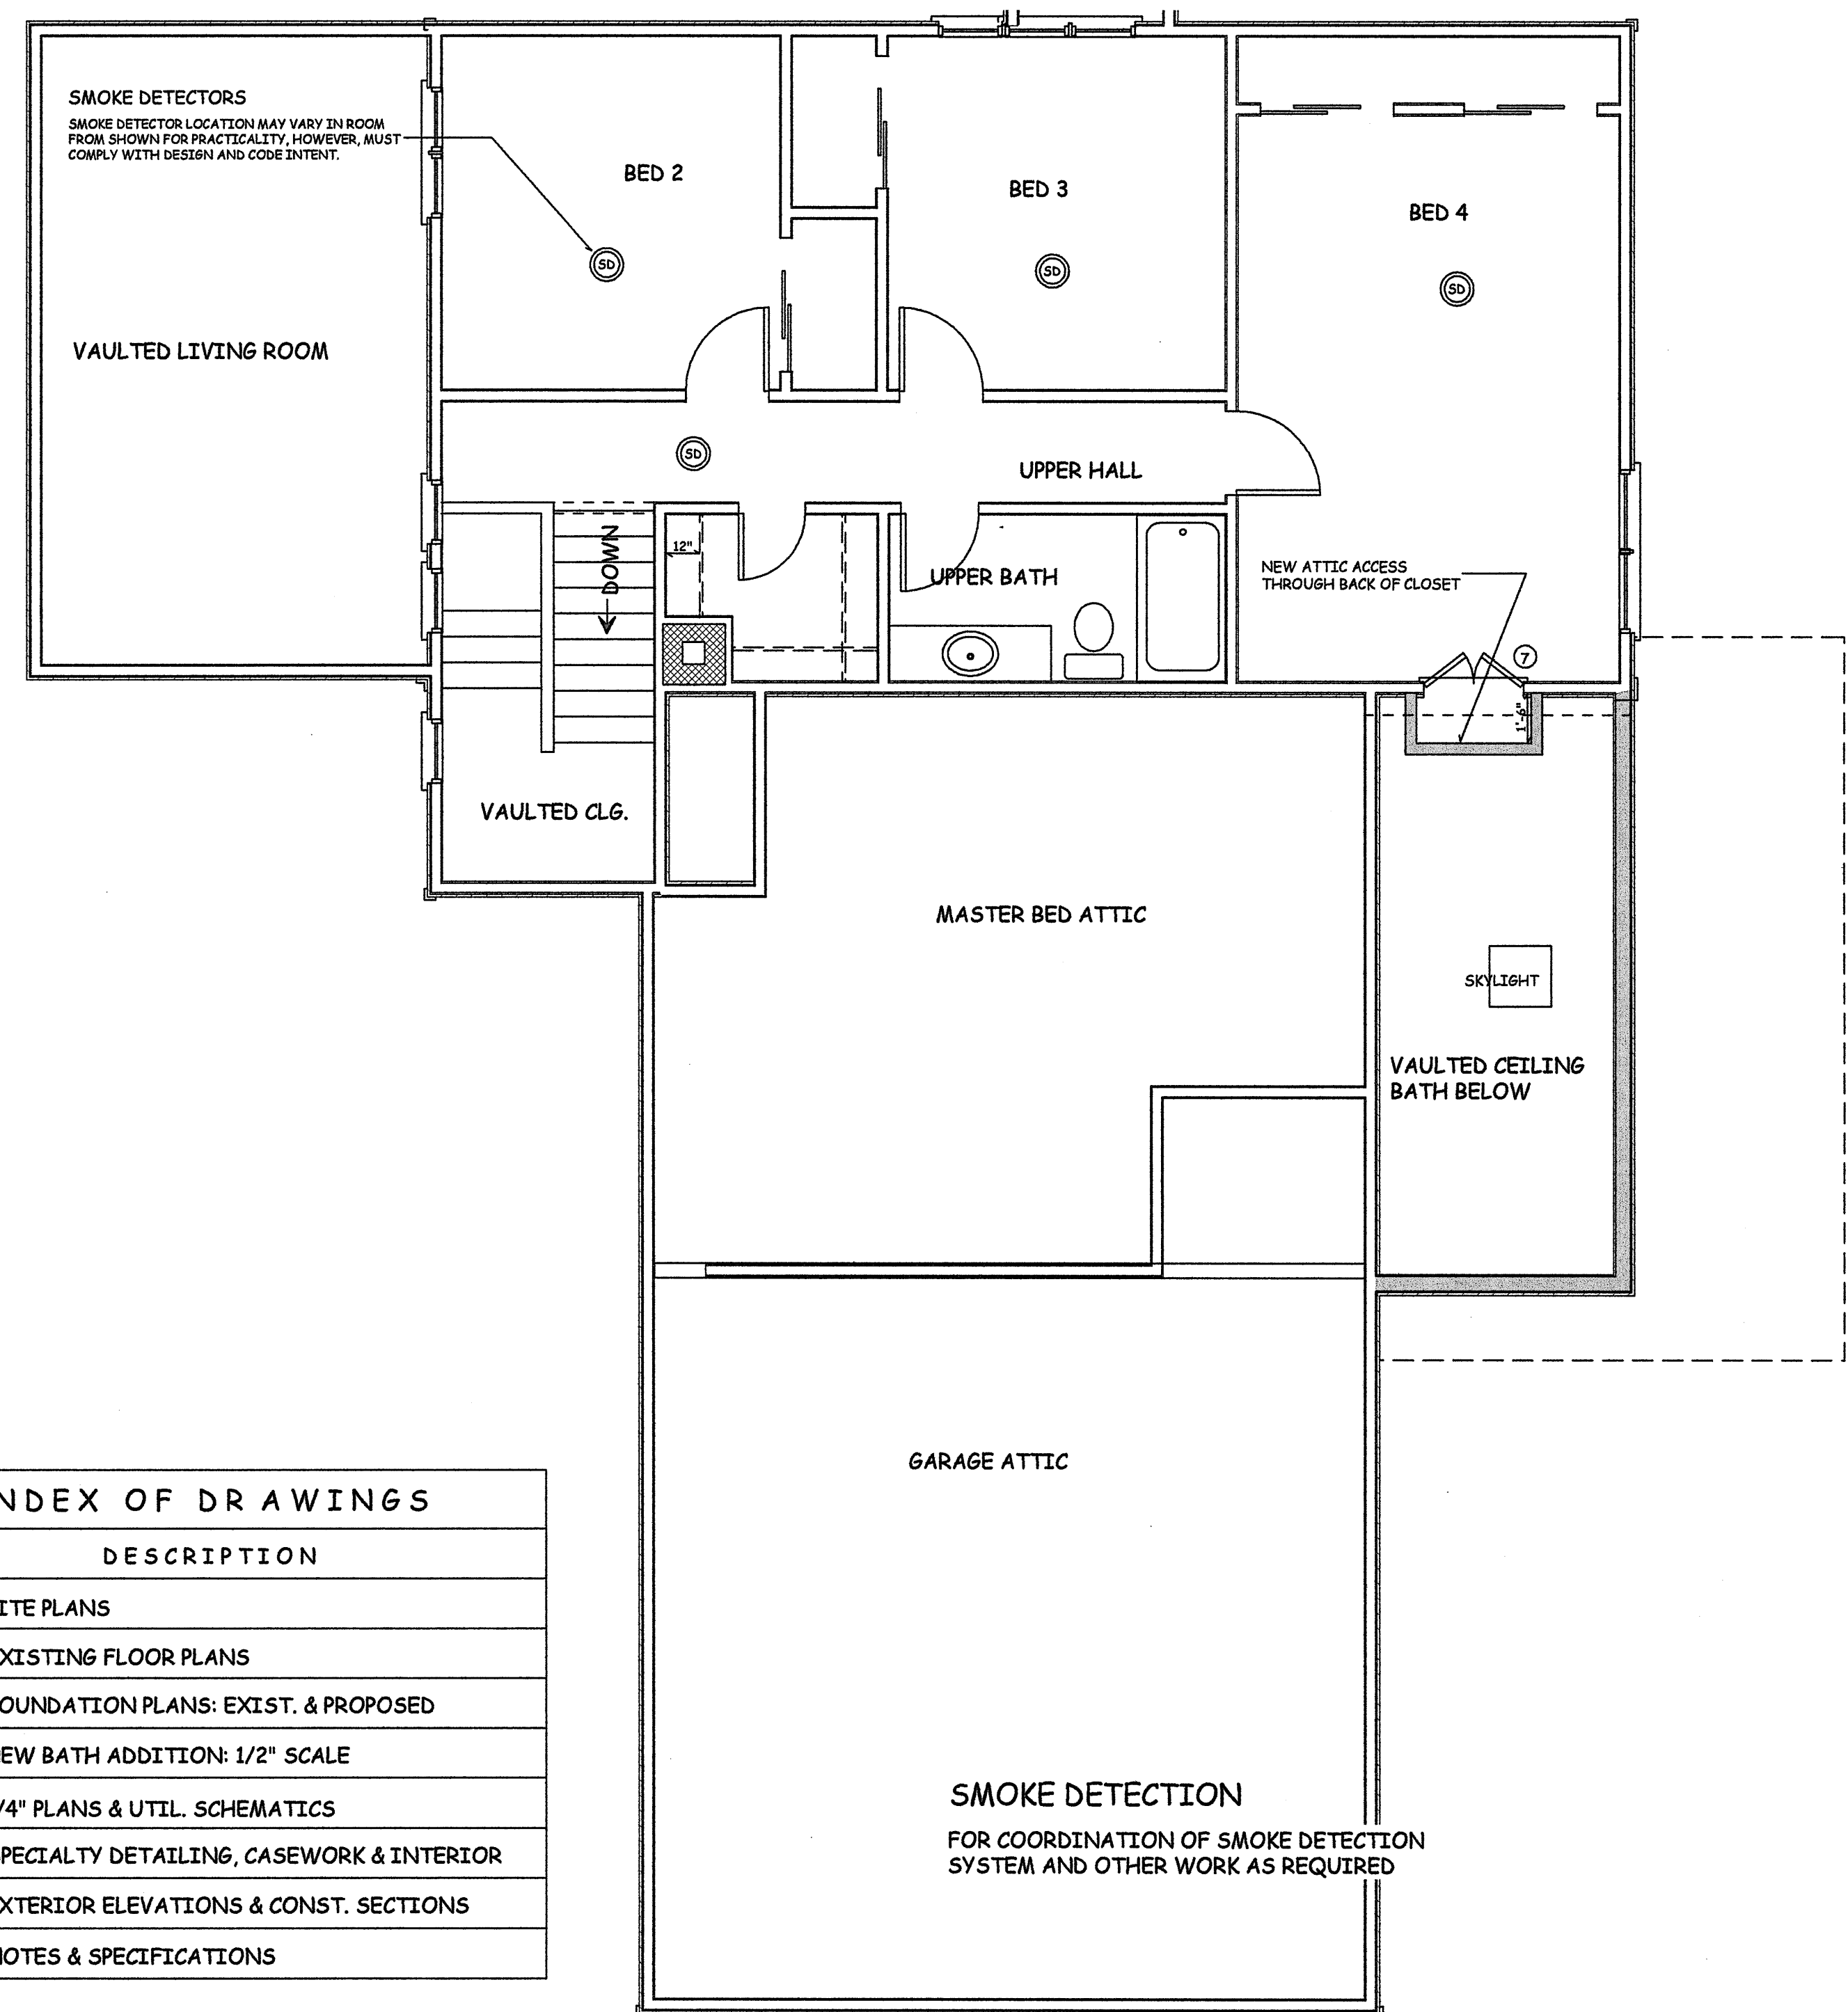 SMOKE DETECTORS
SMOKE DETECTOR LOCATION MAY VARY IN ROOM
FROM SHOWN FOR PRACTICALITY, HOWEVER, MUST
COMPLY WITH DESIGN AND CODE INTENT.
BED 2
BED 3
BED 4
SD
SD
SD
VAULTED LIVING ROOM
SD
UPPER HALL
DOWN
12"
UPPER BATH
NEW ATTIC ACCESS
THROUGH BACK OF CLOSET
7
1'-6"
VAULTED CLG.
MASTER BED ATTIC
SKYLIGHT
VAULTED CEILING
BATH BELOW
GARAGE ATTIC
NDEX OF DRAWINGS
DESCRIPTION
ITE PLANS
XISTING FLOOR PLANS
OUNDATION PLANS: EXIST. & PROPOSED
EW BATH ADDITION: 1/2" SCALE
/4" PLANS & UTIL. SCHEMATICS
PECIALTY DETAILING, CASEWORK & INTERIOR
XTERIOR ELEVATIONS & CONST. SECTIONS
NOTES & SPECIFICATIONS
SMOKE DETECTION
FOR COORDINATION OF SMOKE DETECTION
SYSTEM AND OTHER WORK AS REQUIRED